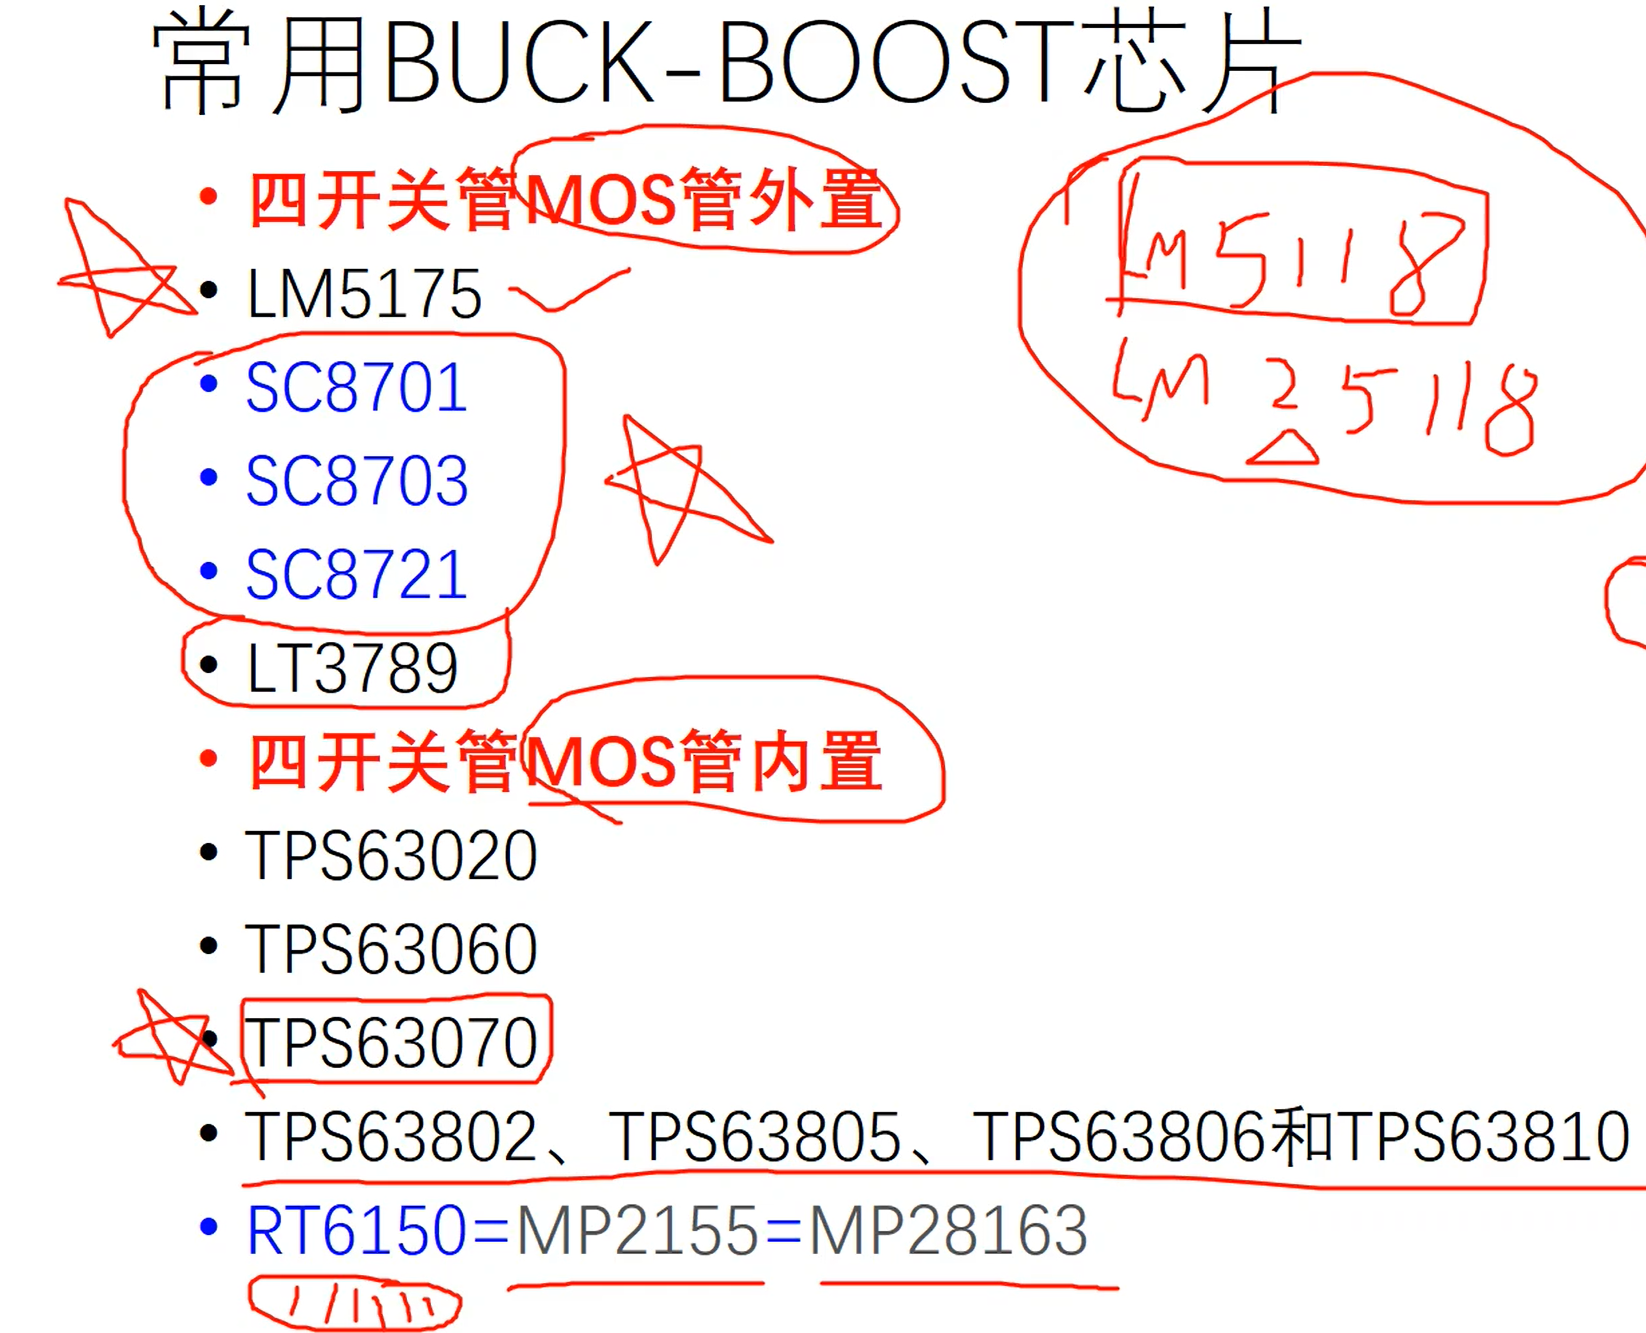 常用BUCK-BOOST芯片
• 四开关管MOS管外置
• LM5175
• SC8701
• SC8703
• SC8721
• LT3789
• 四开关管MOS管内置
• TPS63020
• TPS63060
• TPS63070
• TPS63802、TPS63805、TPS63806和TPS63810
• RT6150=MP2155=MP28163
LM5118
LM25118